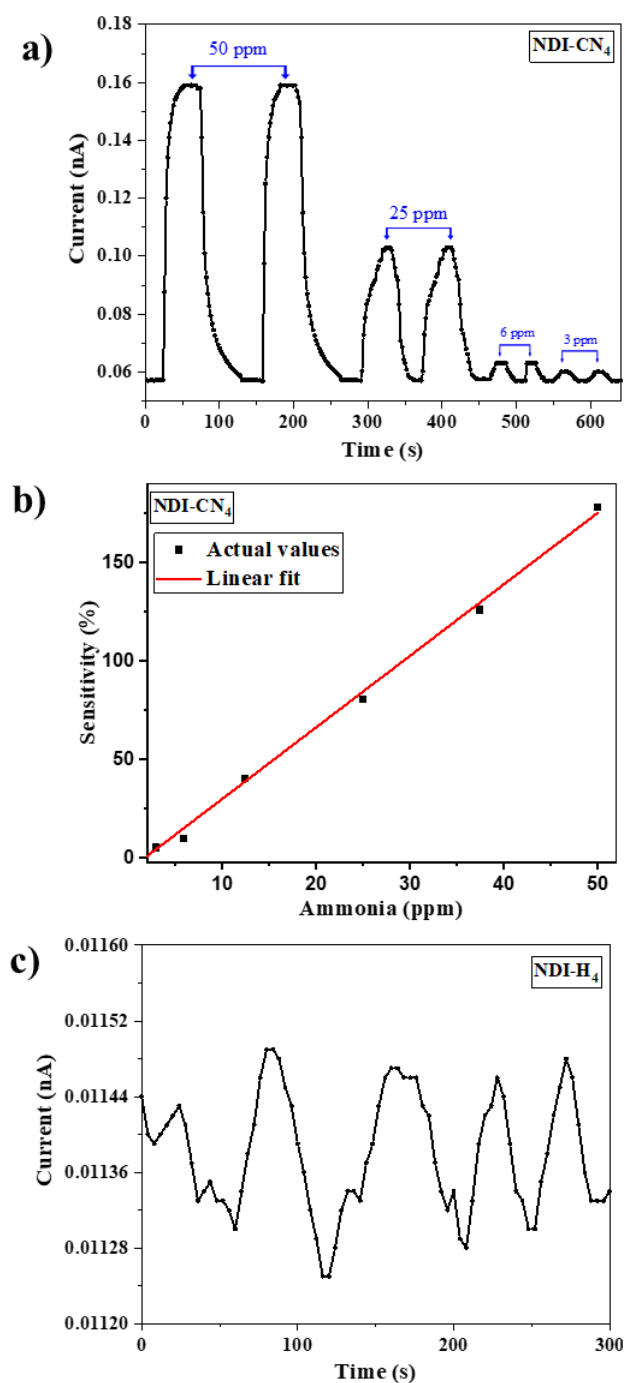 a)
NDI-CN₄
50 ppm
25 ppm
6 ppm
3 ppm
0.18
0.16
0.14
0.12
0.10
0.08
0.06
Current (nA)
0 100 200 300 400 500 600
Time (s)
b)
NDI-CN₄
Actual values
Linear fit
150
100
50
0
Sensitivity (%)
10 20 30 40 50
Ammonia (ppm)
c)
NDI-H₄
0.01160
0.01152
0.01144
0.01136
0.01128
0.01120
Current (nA)
0 100 200 300
Time (s)